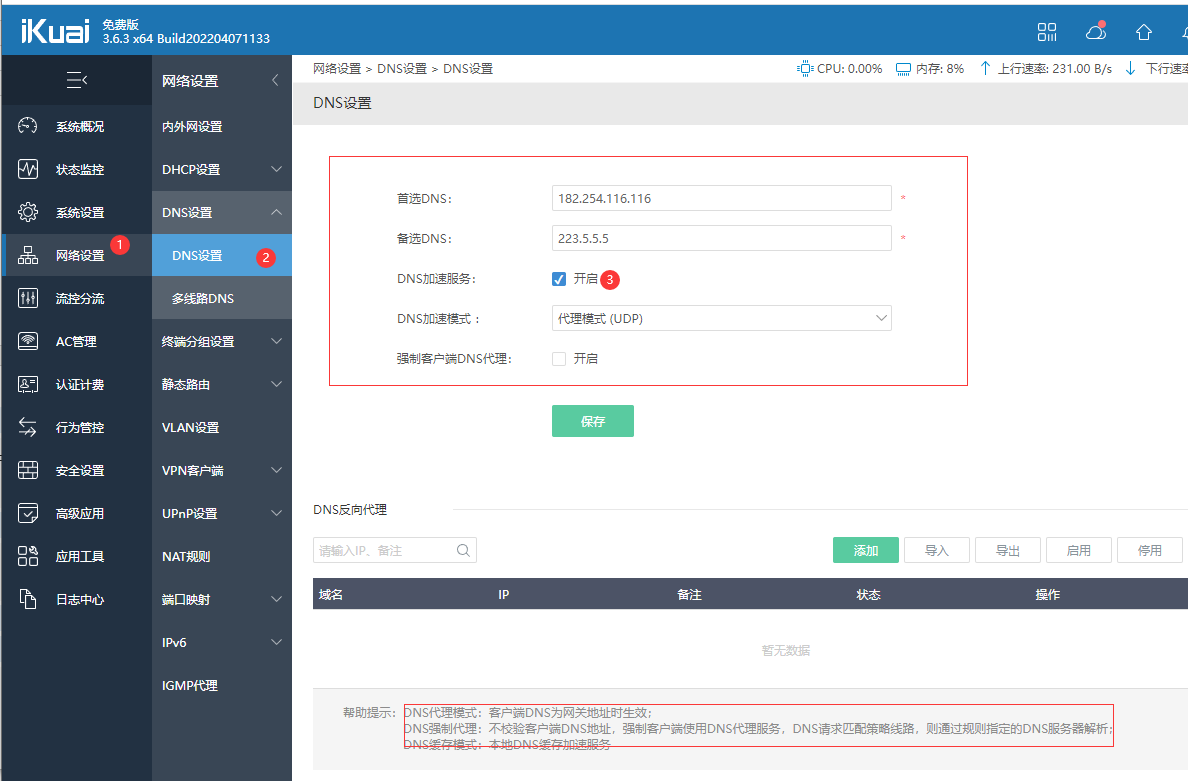 iKuai
免费版
3.6.3 x64 Build202204071133
网络设置 > DNS设置 > DNS设置
CPU: 0.00% 内存: 8% 上行速率: 231.00 B/s 下行速率
DNS设置
系统概况
状态监控
系统设置
网络设置 1
流控分流
AC管理
认证计费
行为管控
安全设置
高级应用
应用工具
日志中心
网络设置
内外网设置
DHCP设置
DNS设置
DNS设置 2
多线路DNS
终端分组设置
静态路由
VLAN设置
VPN客户端
UPnP设置
NAT规则
端口映射
IPv6
IGMP代理
首选DNS: 182.254.116.116 *
备选DNS: 223.5.5.5 *
DNS加速服务: 开启 3
DNS加速模式 : 代理模式 (UDP)
强制客户端DNS代理: 开启
保存
DNS反向代理
请输入IP、备注
添加 导入 导出 启用 停用
域名 IP 备注 状态 操作
暂无数据
帮助提示: DNS代理模式: 客户端DNS为网关地址时生效;
DNS强制代理: 不校验客户端DNS地址, 强制客户端使用DNS代理服务, DNS请求匹配策略线路, 则通过规则指定的DNS服务器解析;
DNS缓存模式: 本地DNS缓存加速服务